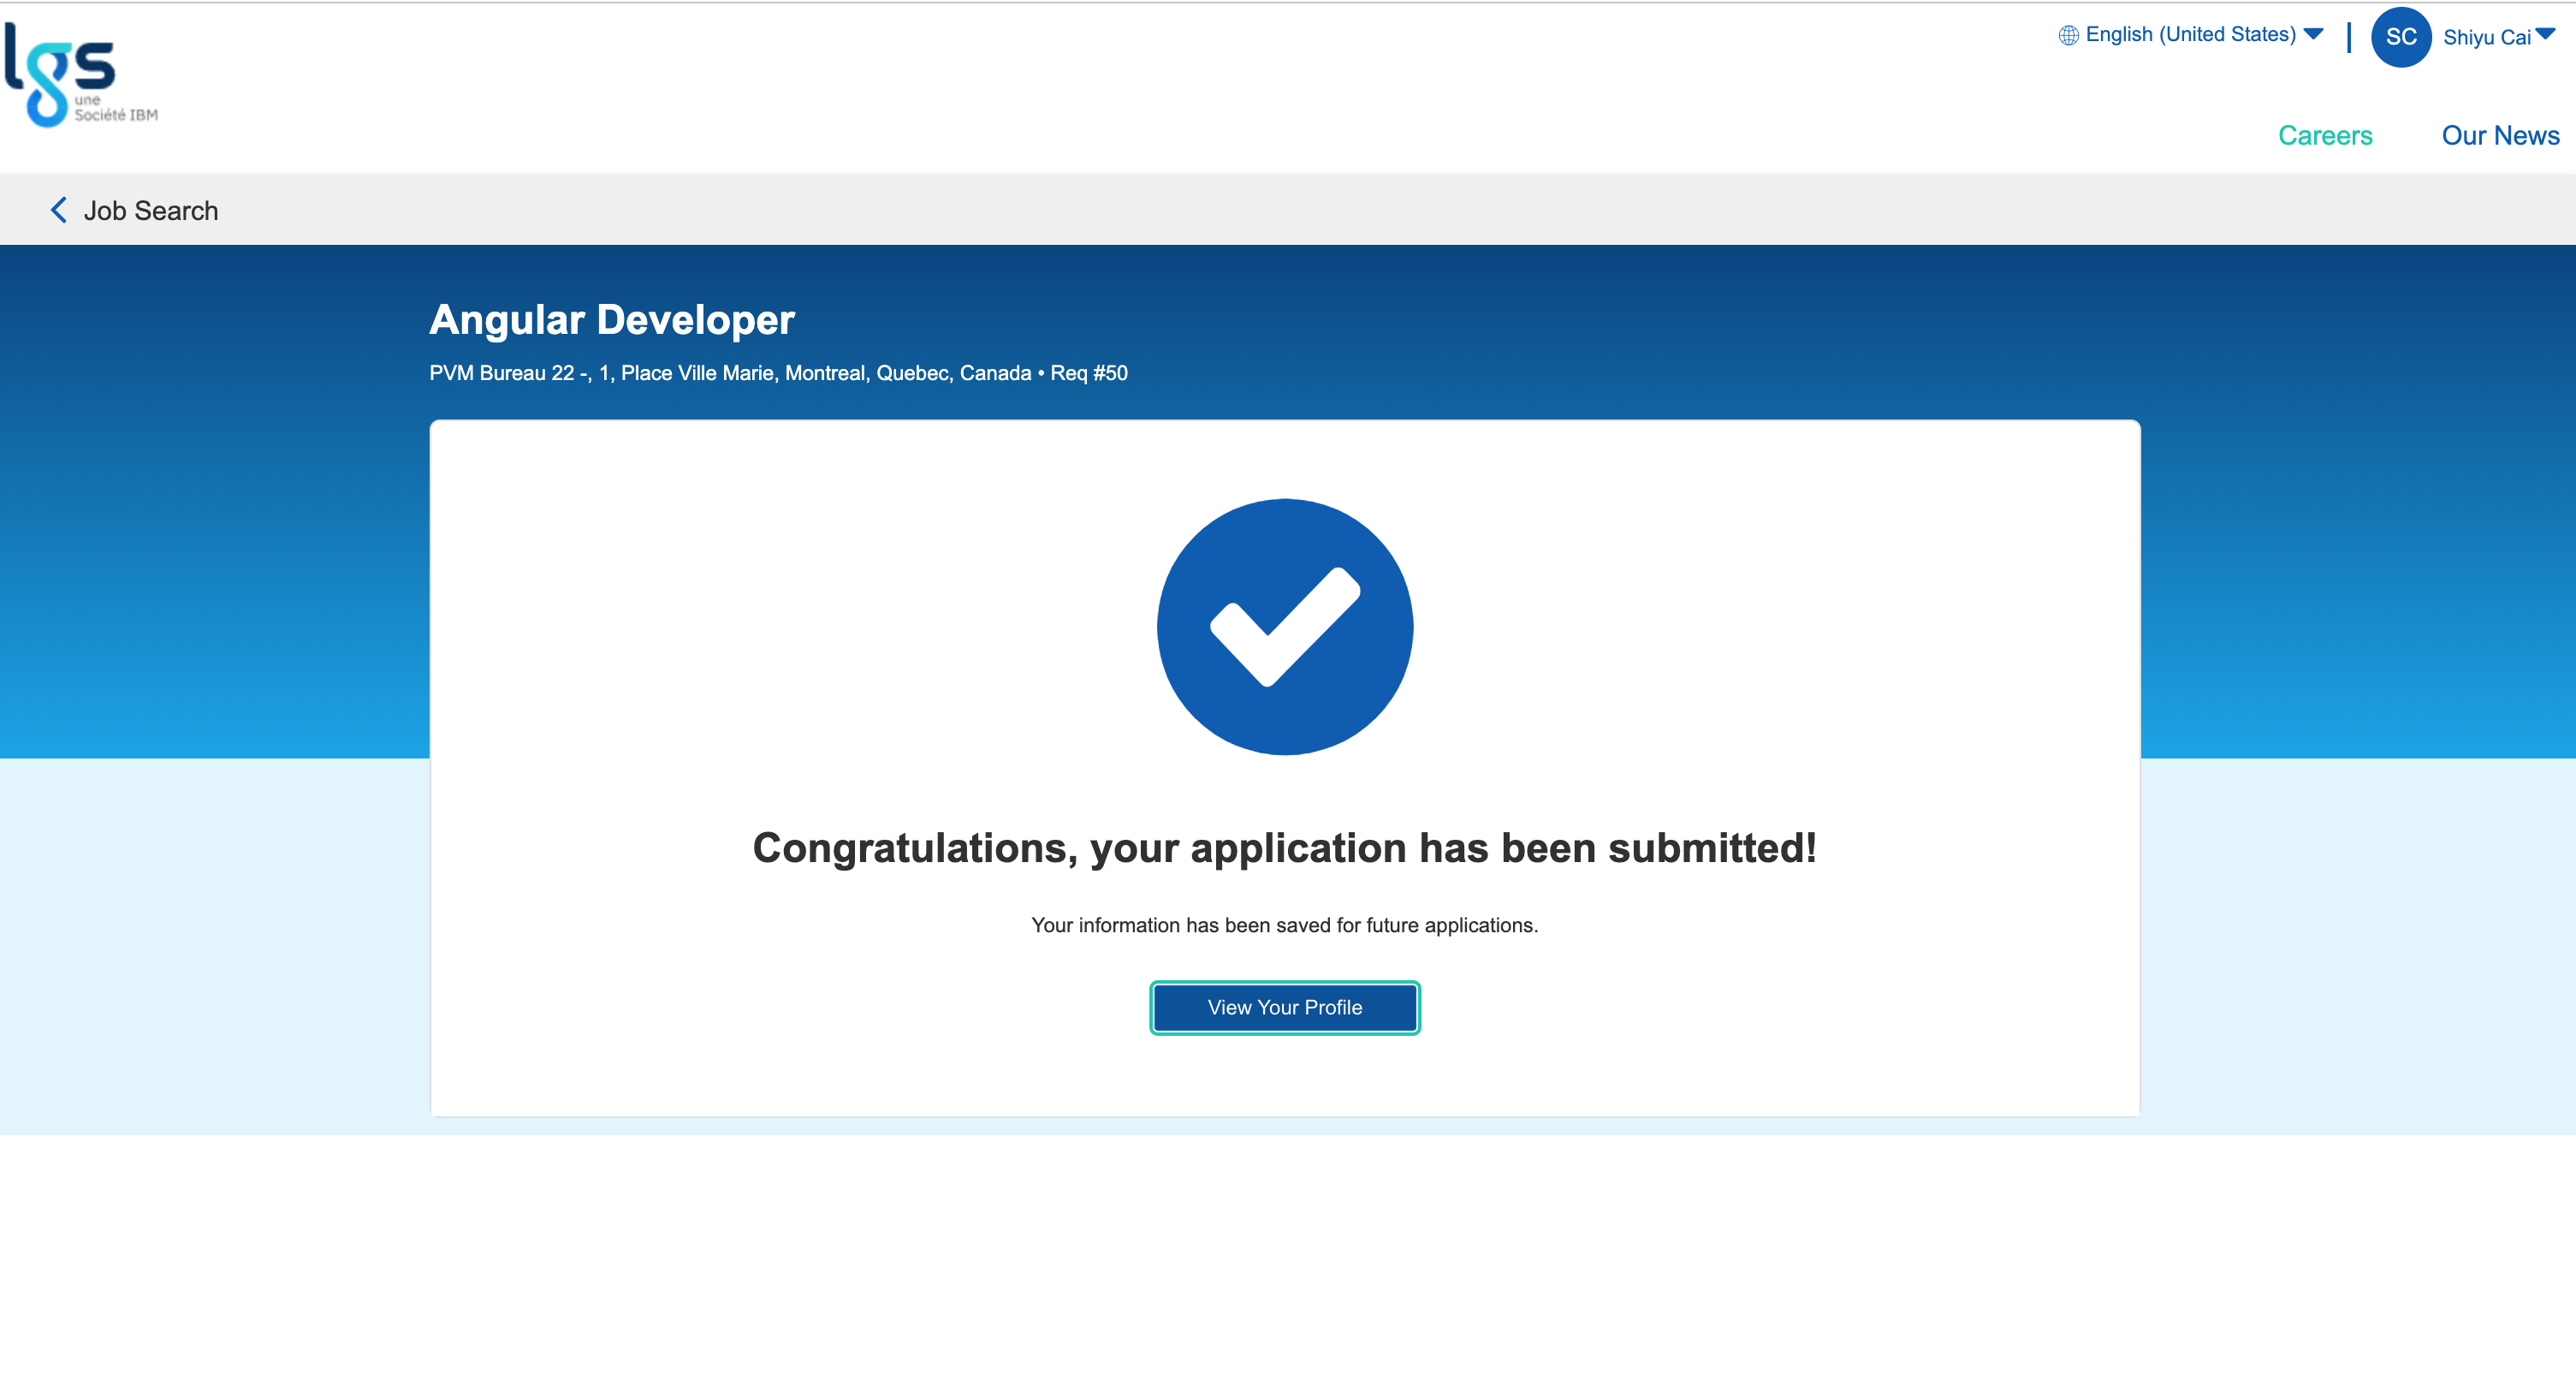 lgs
une
Société IBM
English (United States)
SC
Shiyu Cai
Careers
Our News
Job Search
Angular Developer
PVM Bureau 22 -, 1, Place Ville Marie, Montreal, Quebec, Canada • Req #50
Congratulations, your application has been submitted!
Your information has been saved for future applications.
View Your Profile